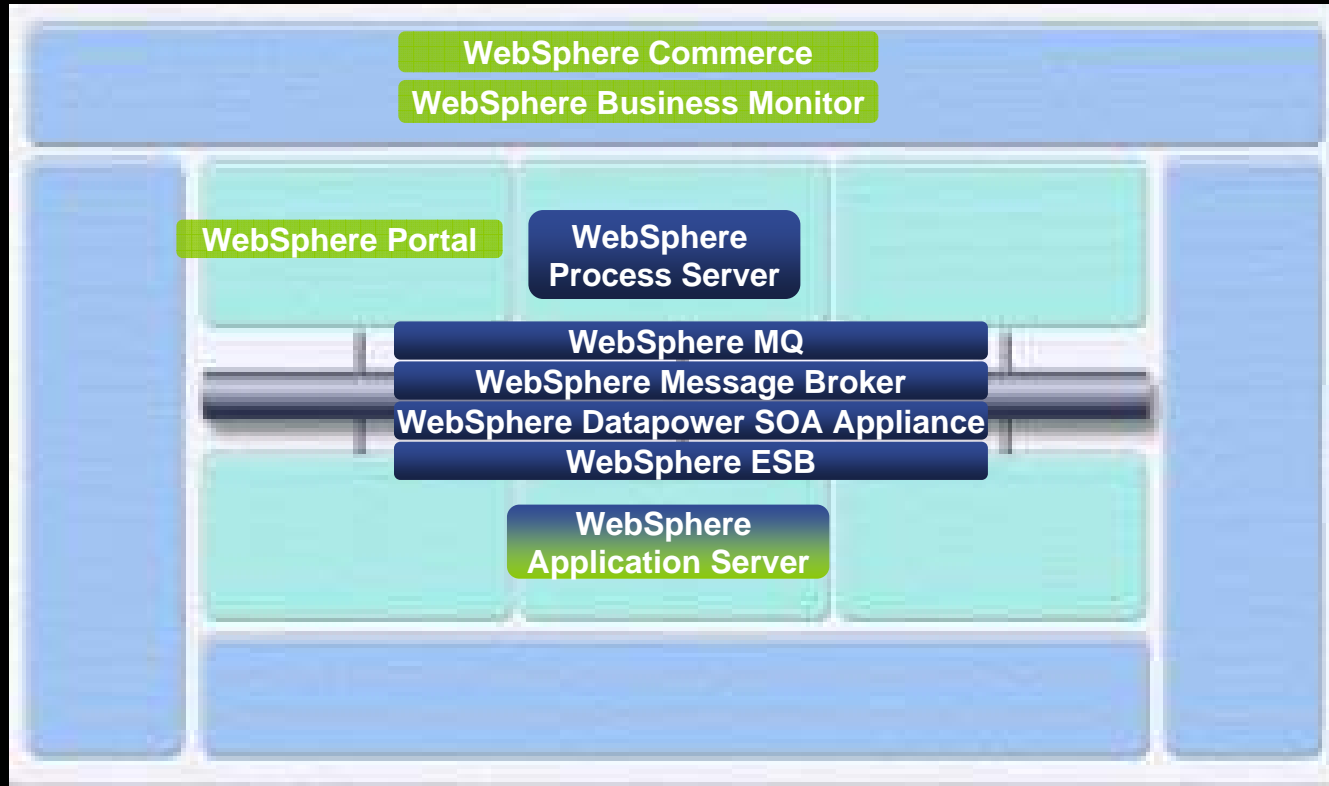 WebSphere Commerce
WebSphere Business Monitor
WebSphere Portal
WebSphere
Process Server
WebSphere MQ
WebSphere Message Broker
WebSphere Datapower SOA Appliance
WebSphere ESB
WebSphere
Application Server